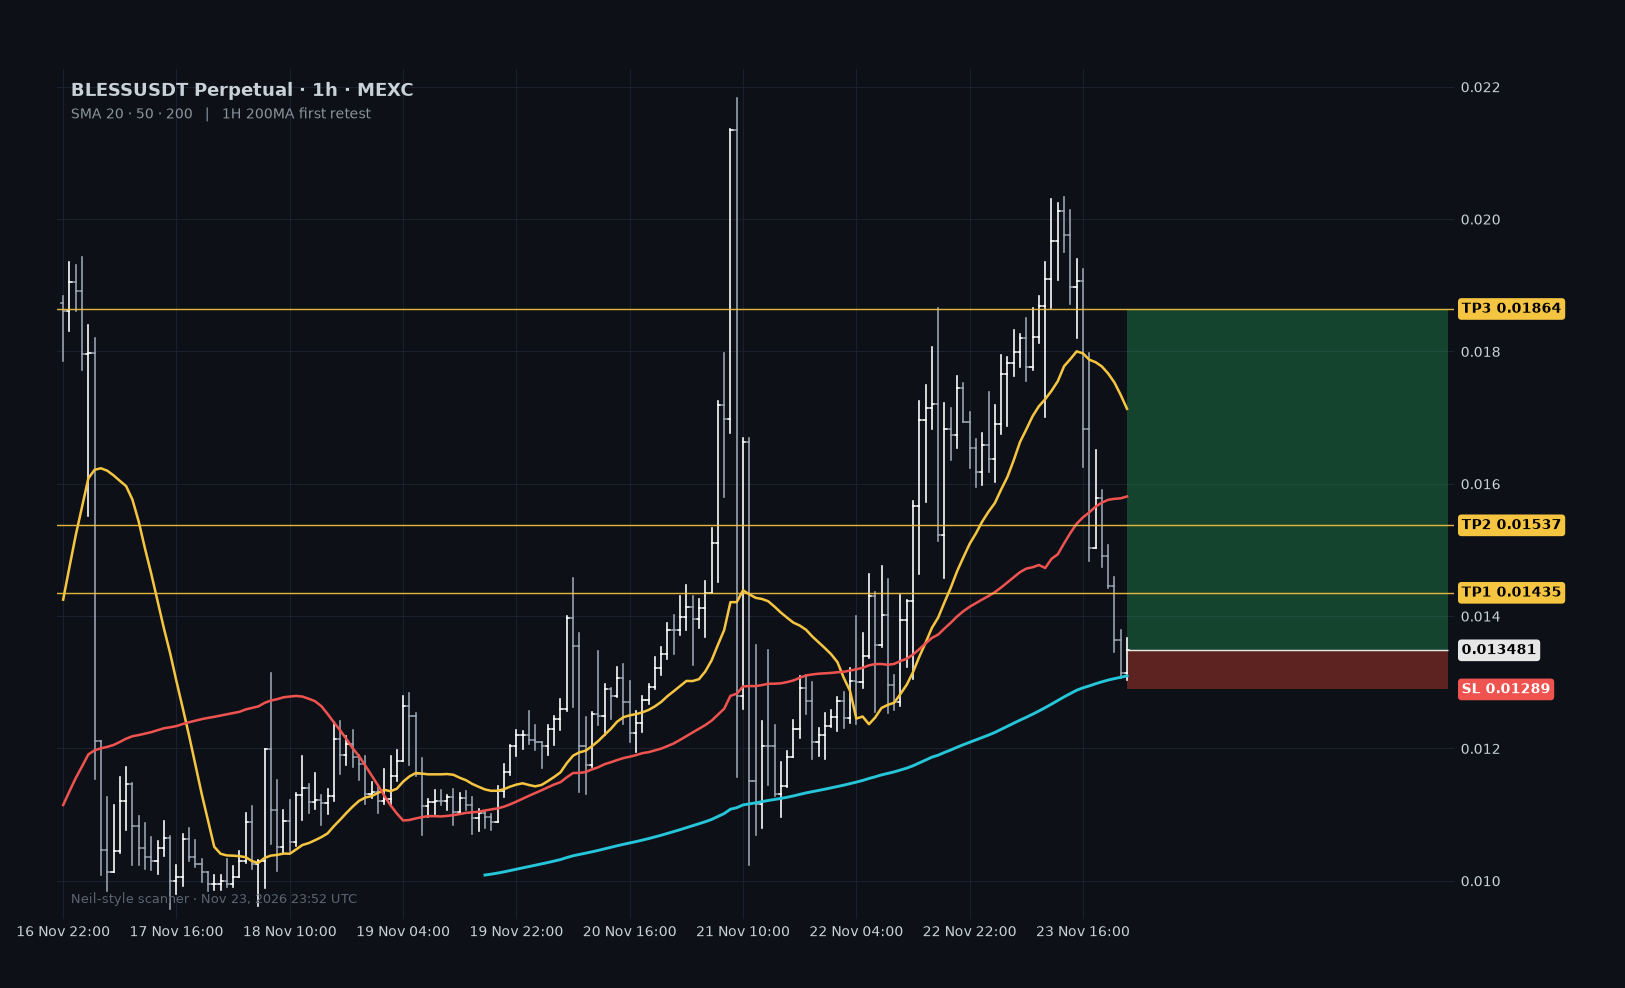 BLESSUSDT Perpetual · 1h · MEXC
SMA 20 · 50 · 200 | 1H 200MA first retest
0.022
0.020
TP3 0.01864
0.018
0.016
TP2 0.01537
TP1 0.01435
0.014
0.013481
SL 0.01289
0.012
0.010
Neil-style scanner · Nov 23, 2026 23:52 UTC
16 Nov 22:00 17 Nov 16:00 18 Nov 10:00 19 Nov 04:00 19 Nov 22:00 20 Nov 16:00 21 Nov 10:00 22 Nov 04:00 22 Nov 22:00 23 Nov 16:00